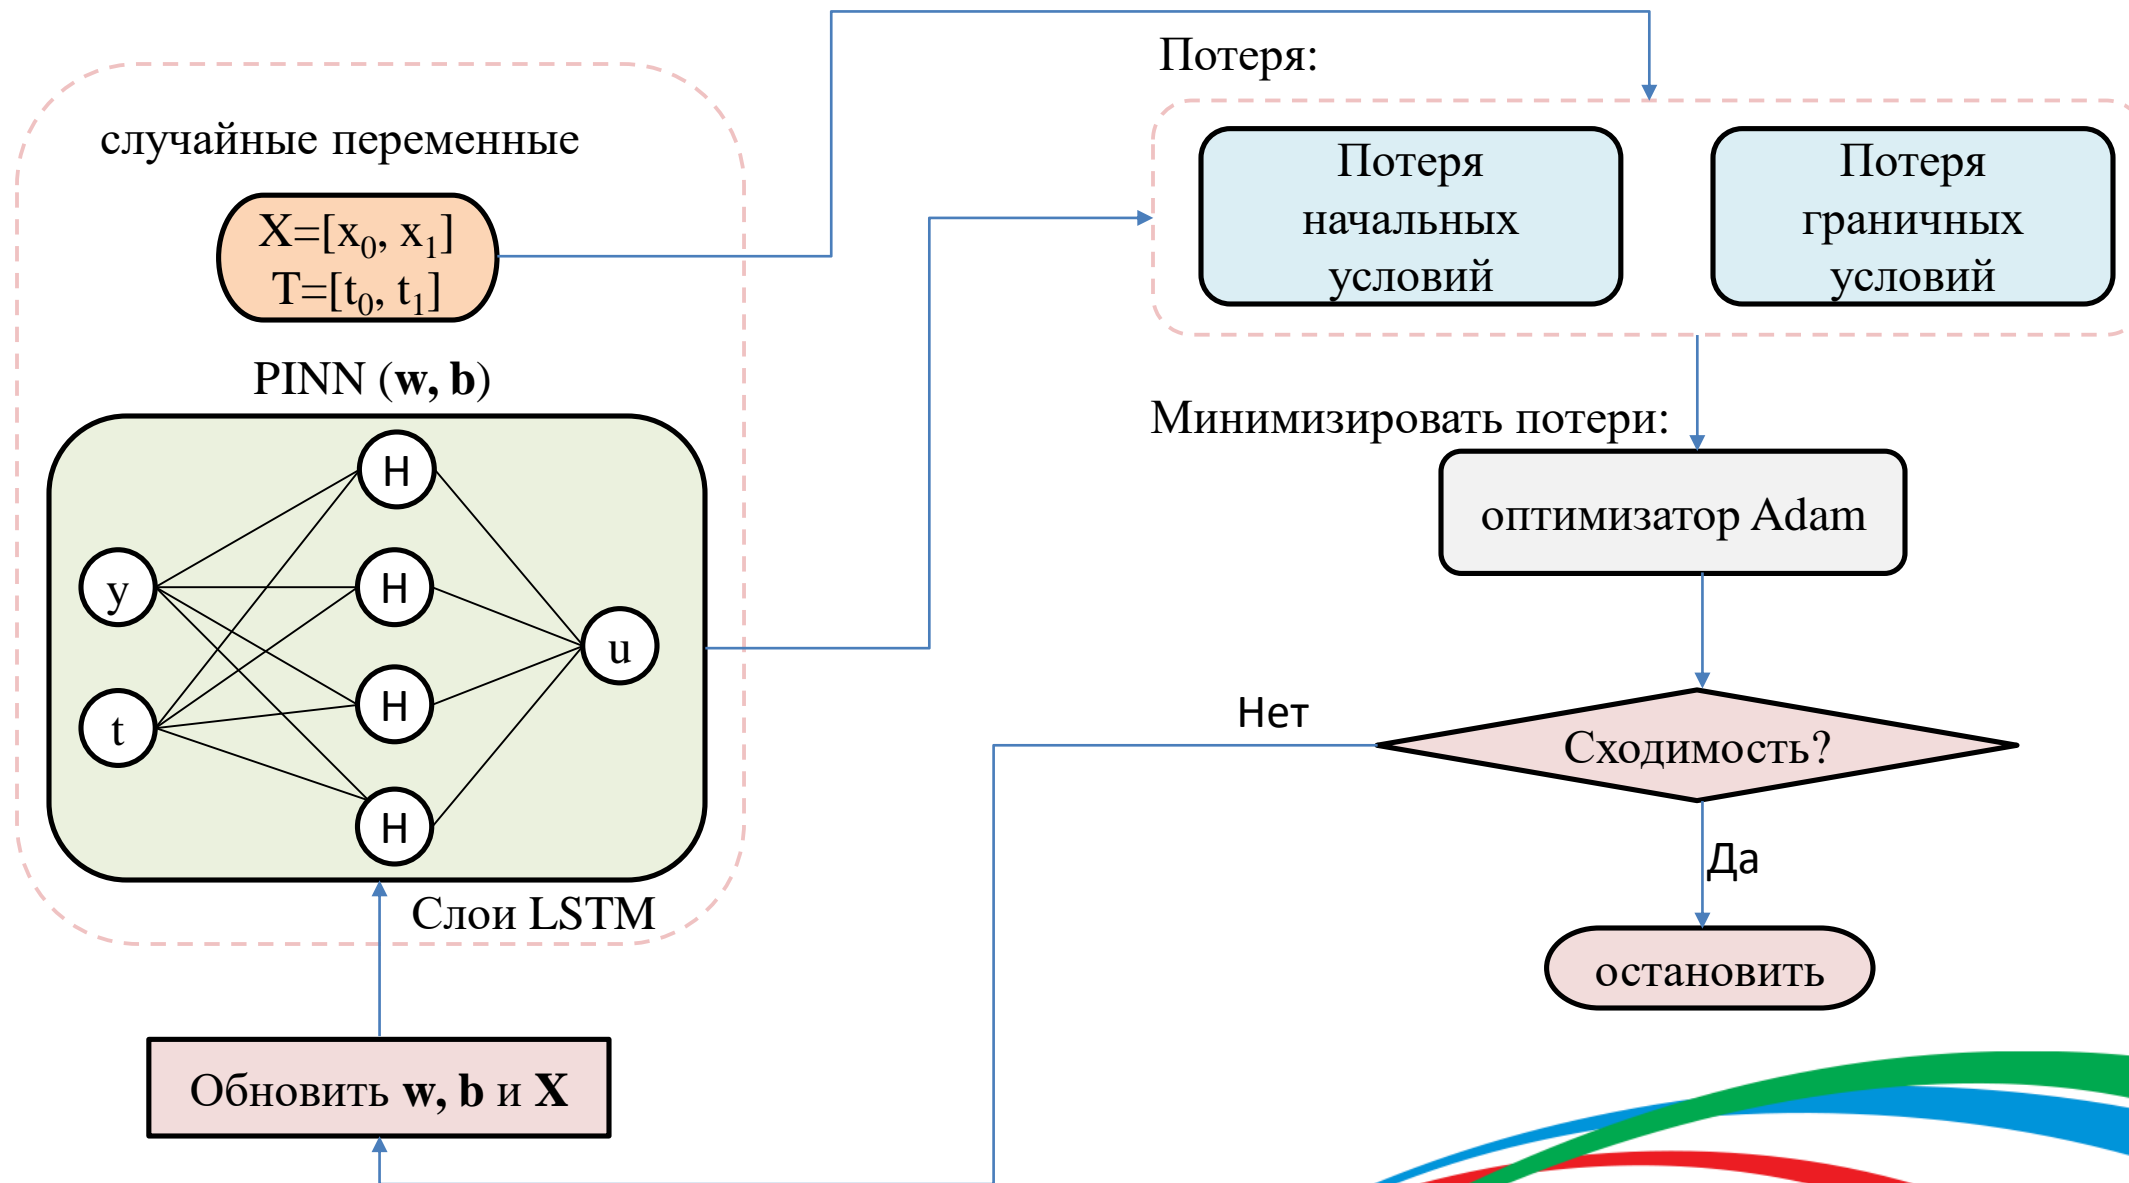 случайные переменные
X=[x₀, x₁]
T=[t₀, t₁]
PINN (w, b)
H
H
H
H
y
t
u
Слои LSTM
Обновить w, b и X
Потеря:
Потеря
начальных
условий
Потеря
граничных
условий
Минимизировать потери:
оптимизатор Adam
Сходимость?
Нет
Да
остановить